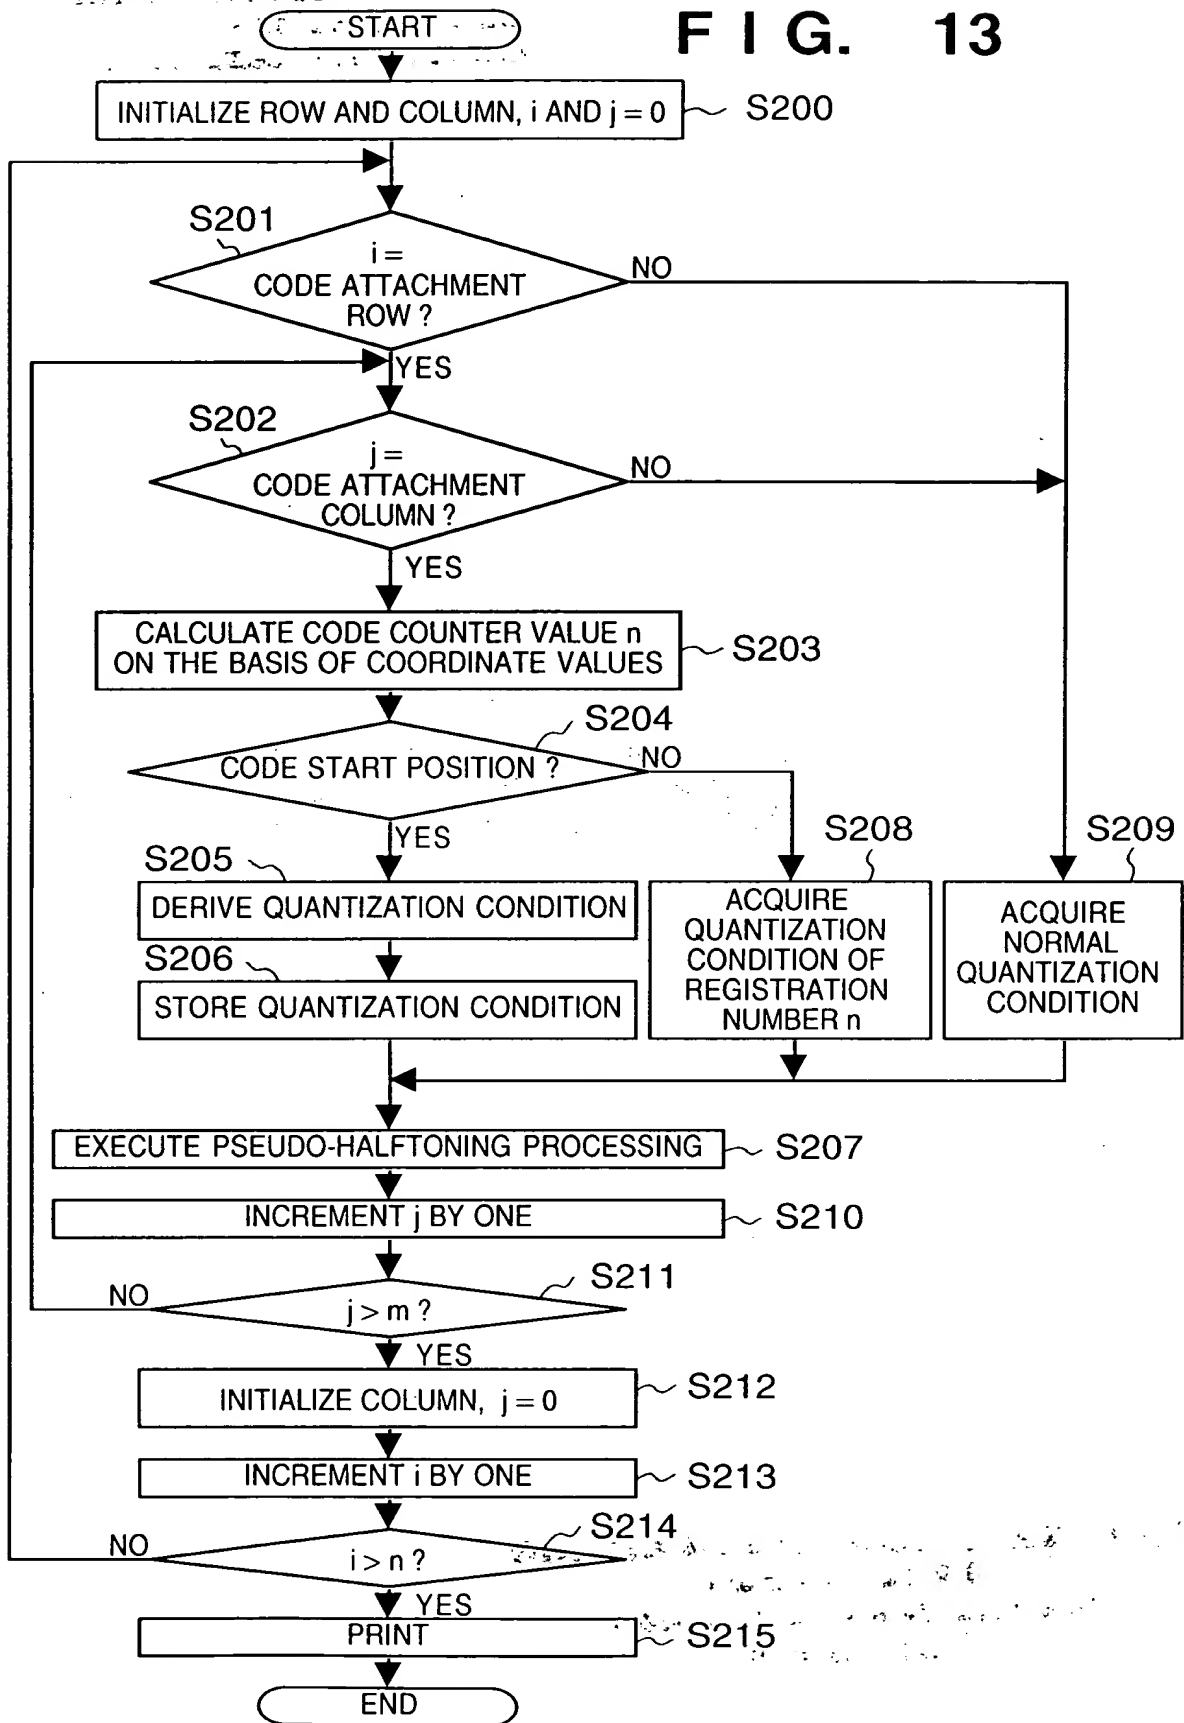 START
F I G. 13
INITIALIZE ROW AND COLUMN, i AND j = 0
S200
S201
i =
CODE ATTACHMENT
ROW ?
NO
YES
S202
j =
CODE ATTACHMENT
COLUMN ?
NO
YES
CALCULATE CODE COUNTER VALUE n
ON THE BASIS OF COORDINATE VALUES
S203
S204
CODE START POSITION ?
NO
YES
S205
DERIVE QUANTIZATION CONDITION
S206
STORE QUANTIZATION CONDITION
S208
ACQUIRE
QUANTIZATION
CONDITION OF
REGISTRATION
NUMBER n
S209
ACQUIRE
NORMAL
QUANTIZATION
CONDITION
EXECUTE PSEUDO-HALFTONING PROCESSING
S207
INCREMENT j BY ONE
S210
S211
j > m ?
NO
YES
INITIALIZE COLUMN, j = 0
S212
INCREMENT i BY ONE
S213
S214
i > n ?
NO
YES
PRINT
S215
END